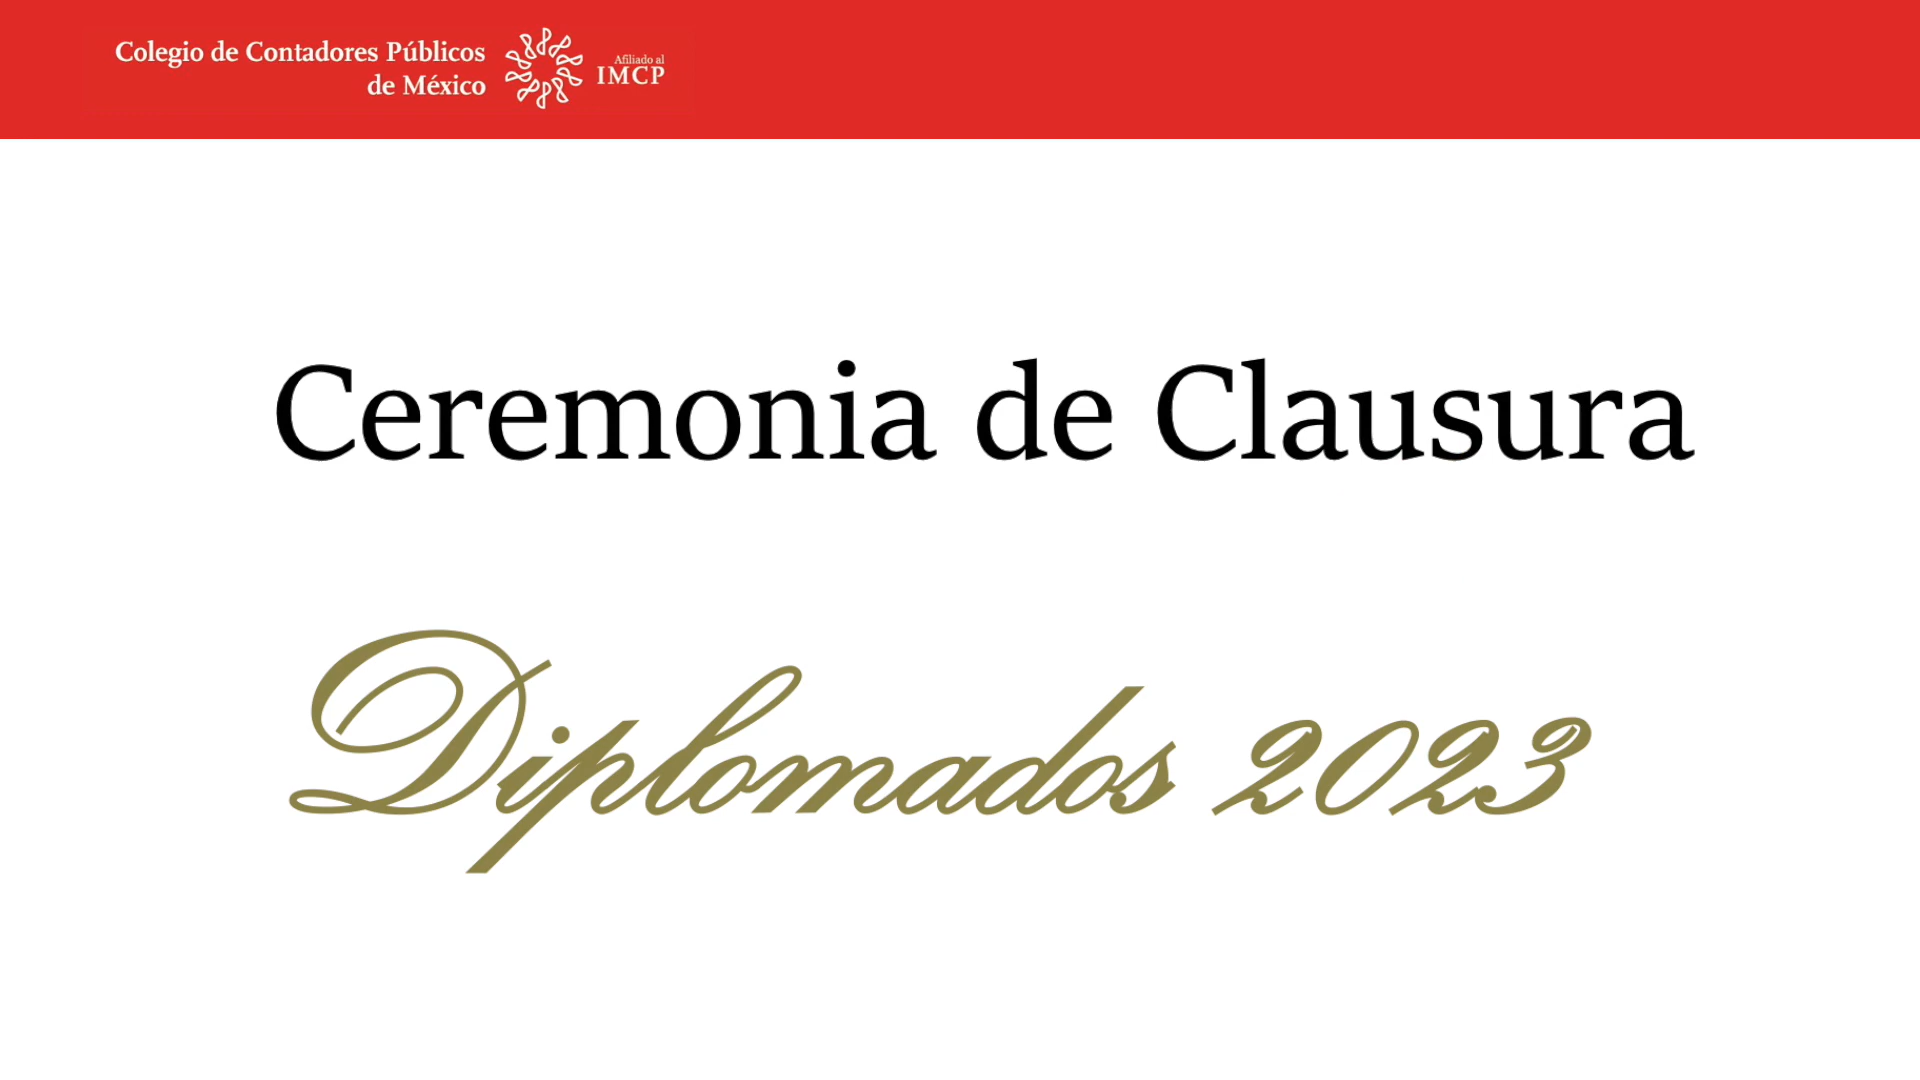 Colegio de Contadores Públicos
de México
Afiliado al
IMCP
Ceremonia de Clausura
Diplomados 2023